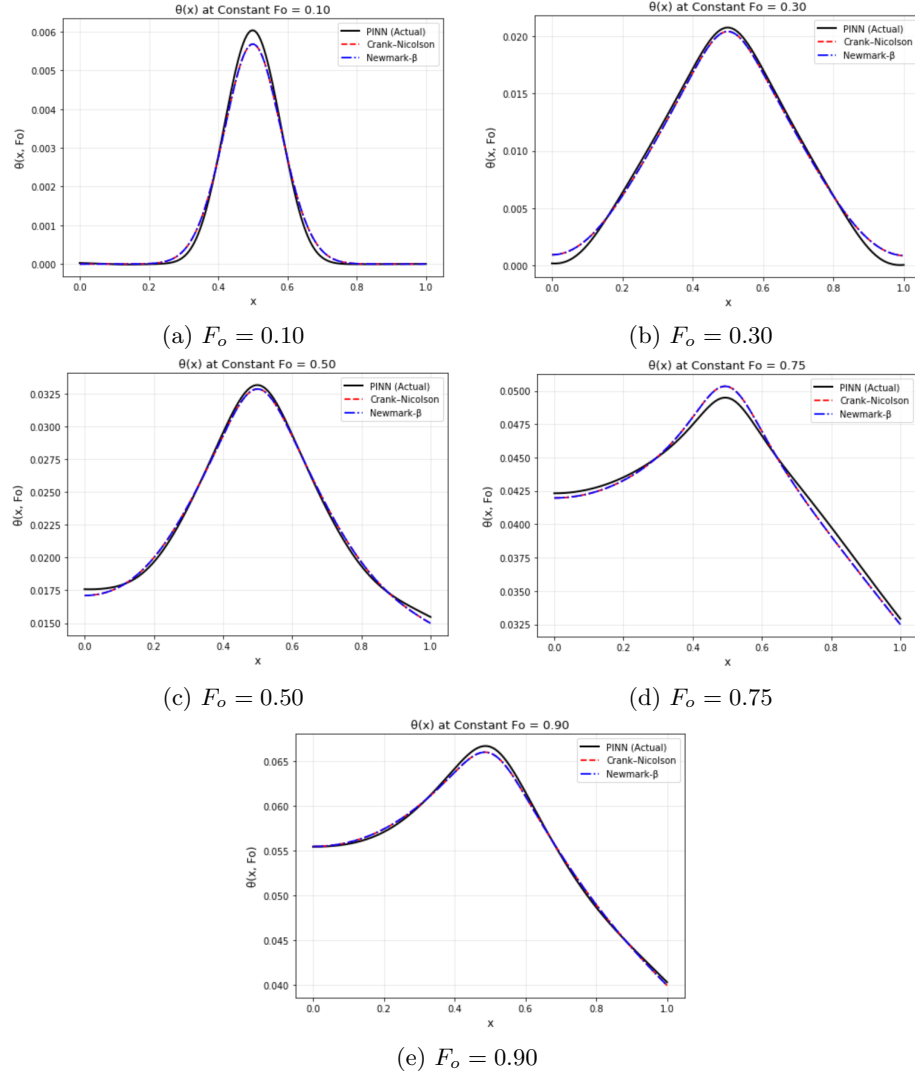 θ(x) at Constant Fo = 0.10
θ(x, Fo)
0.006
0.005
0.004
0.003
0.002
0.001
0.000
PINN (Actual)
Crank–Nicolson
Newmark-β
0.0 0.2 0.4 0.6 0.8 1.0
x
(a) F_o = 0.10
θ(x) at Constant Fo = 0.30
θ(x, Fo)
0.020
0.015
0.010
0.005
0.000
PINN (Actual)
Crank–Nicolson
Newmark-β
0.0 0.2 0.4 0.6 0.8 1.0
x
(b) F_o = 0.30
θ(x) at Constant Fo = 0.50
θ(x, Fo)
0.0325
0.0300
0.0275
0.0250
0.0225
0.0200
0.0175
0.0150
PINN (Actual)
Crank–Nicolson
Newmark-β
0.0 0.2 0.4 0.6 0.8 1.0
x
(c) F_o = 0.50
θ(x) at Constant Fo = 0.75
θ(x, Fo)
0.0500
0.0475
0.0450
0.0425
0.0400
0.0375
0.0350
0.0325
PINN (Actual)
Crank–Nicolson
Newmark-β
0.0 0.2 0.4 0.6 0.8 1.0
x
(d) F_o = 0.75
θ(x) at Constant Fo = 0.90
θ(x, Fo)
0.065
0.060
0.055
0.050
0.045
0.040
PINN (Actual)
Crank–Nicolson
Newmark-β
0.0 0.2 0.4 0.6 0.8 1.0
x
(e) F_o = 0.90